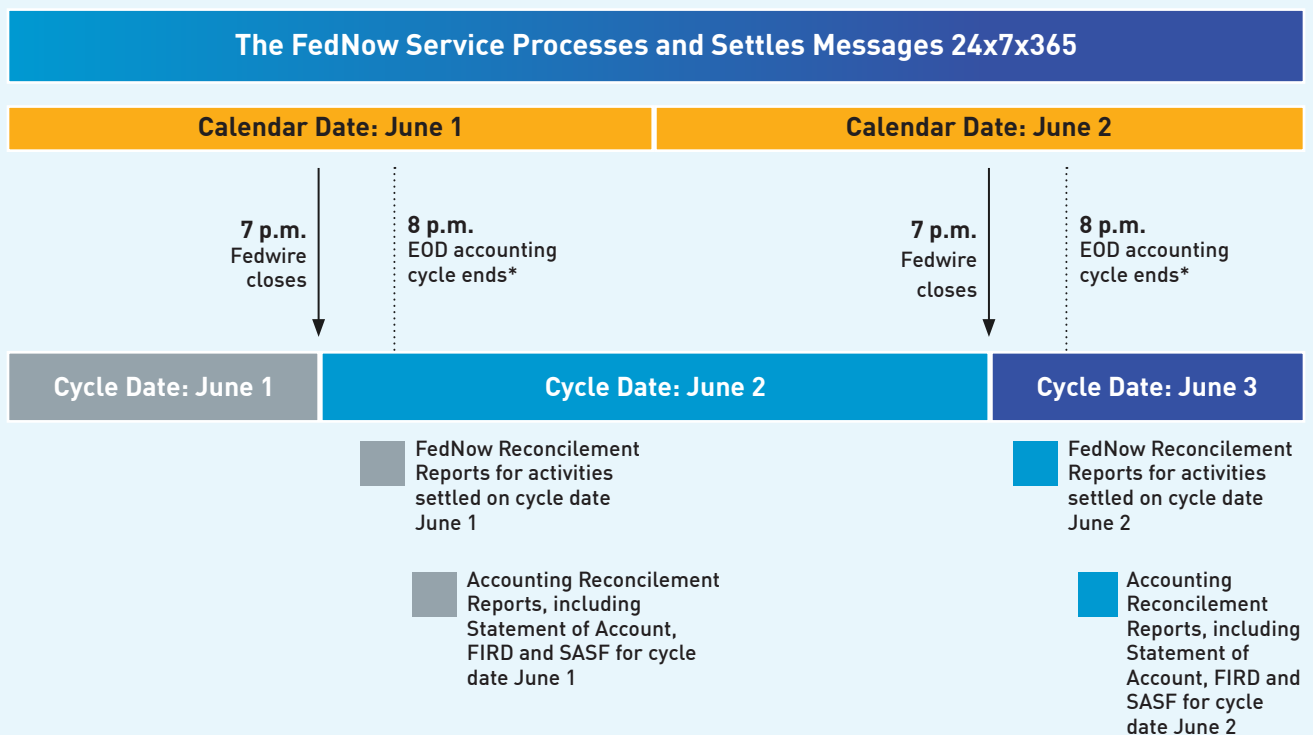 The FedNow Service Processes and Settles Messages 24x7x365
Calendar Date: June 1
Calendar Date: June 2
7 p.m.
Fedwire
closes
8 p.m.
EOD accounting
cycle ends*
7 p.m.
Fedwire
closes
8 p.m.
EOD accounting
cycle ends*
Cycle Date: June 1
Cycle Date: June 2
Cycle Date: June 3
FedNow Reconcilement
Reports for activities
settled on cycle date
June 1
FedNow Reconcilement
Reports for activities
settled on cycle date
June 2
Accounting Reconcilement
Reports, including
Statement of Account,
FIRD and SASF for cycle
date June 1
Accounting
Reconcilement
Reports, including
Statement of
Account, FIRD and
SASF for cycle
date June 2